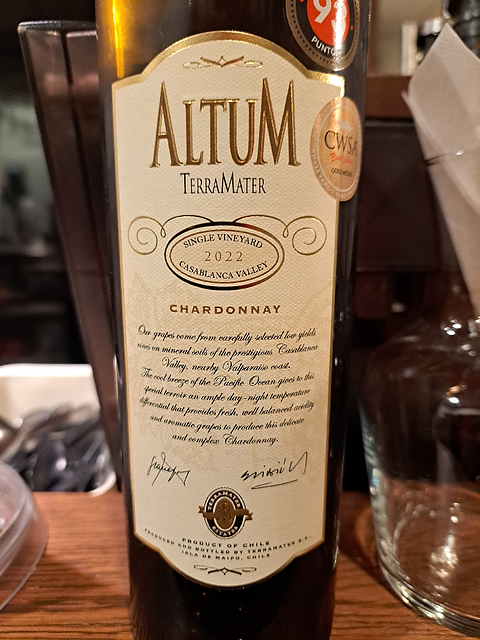 PUNTOS
ALTUM
TERRAMATER
CWSA
GOLD MEDAL
SINGLE VINEYARD
2022
CASABLANCA VALLEY
CHARDONNAY
Our grapes come from carefully selected low yields
vines on mineral soils of the prestigious Casablanca
Valley, nearby Valparaiso coast.
The cool breeze of the Pacific Ocean gives to this
special terroir an ample day-night temperature
differential that provides fresh, well balanced acidity
and aromatic grapes to produce this delicate
and complex Chardonnay.
TERRAMATER
PRODUCT OF CHILE
PRODUCED AND BOTTLED BY TERRAMATER S.A.
ISLA DE MAIPO, CHILE